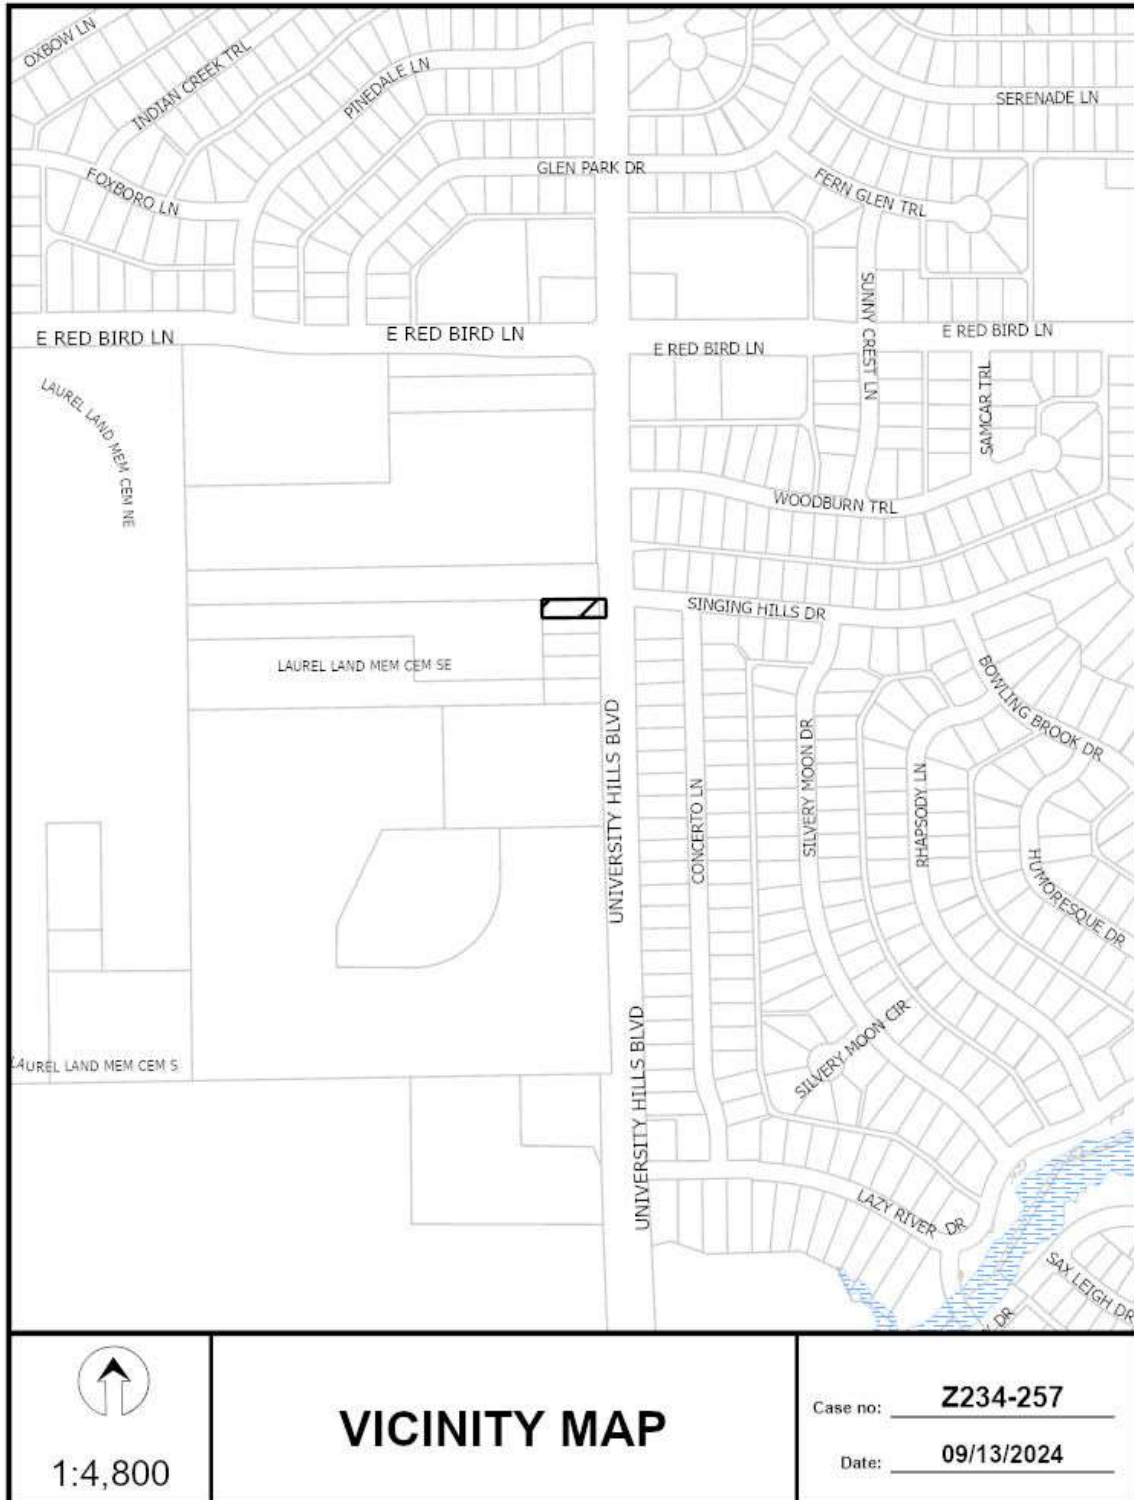 OXBOW LN
INDIAN CREEK TRL
PINEDALE LN
SERENADE LN
GLEN PARK DR
FOXBORO LN
FERN GLEN TRL
SUNNY CREST LN
E RED BIRD LN
E RED BIRD LN
E RED BIRD LN
E RED BIRD LN
LAUREL LAND MEM CEM NE
SAMCAR TRL
WOODBURN TRL
SINGING HILLS DR
LAUREL LAND MEM CEM SE
BOWLING BROOK DR
UNIVERSITY HILLS BLVD
CONCERTO LN
SILVERY MOON DR
RHAPSODY LN
HUMORESQUE DR
UNIVERSITY HILLS BLVD
SILVERY MOON CIR
LAUREL LAND MEM CEM S
LAZY RIVER DR
SAX LEIGH DR
DR
1:4,800
VICINITY MAP
Case no: Z234-257
Date: 09/13/2024